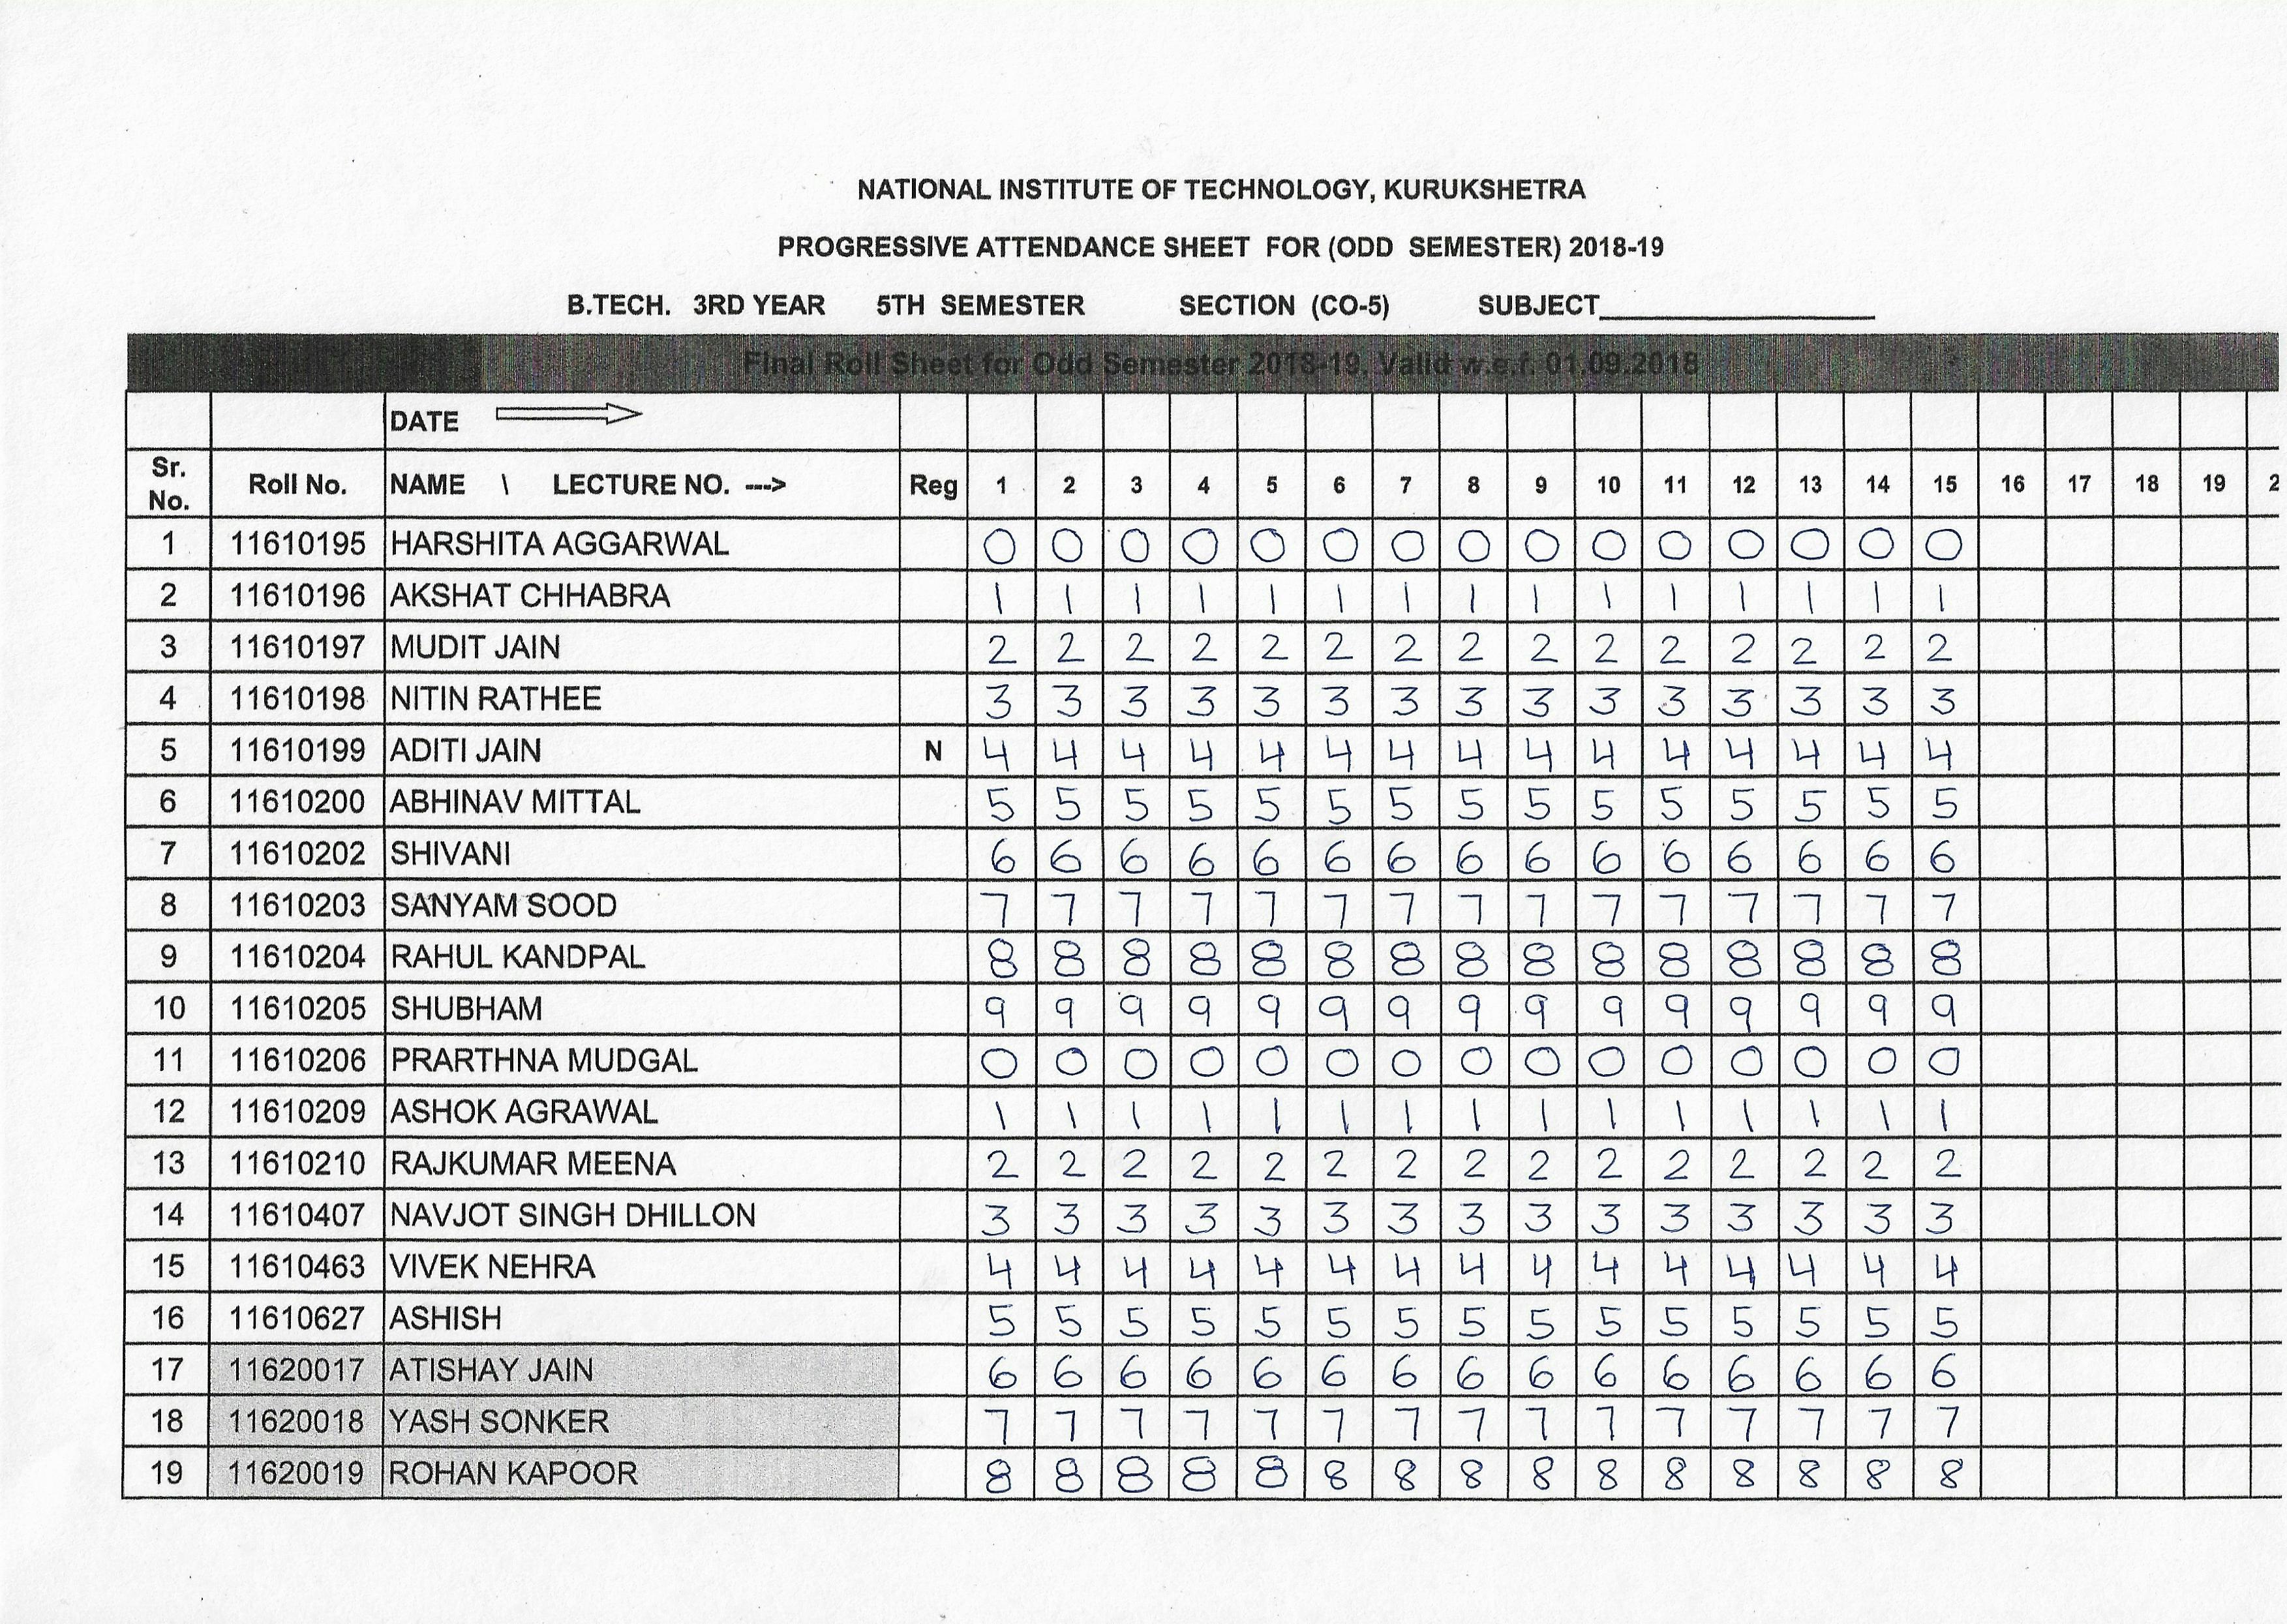 NATIONAL INSTITUTE OF TECHNOLOGY, KURUKSHETRA
PROGRESSIVE ATTENDANCE SHEET FOR (ODD SEMESTER) 2018-19
B.TECH. 3RD YEAR 5TH SEMESTER SECTION (CO-5) SUBJECT
Final Roll Sheet for Odd Semester 2018-19. Valid w.e.f. 01.09.2018
DATE
Sr. No. Roll No. NAME \ LECTURE NO. ---> Reg 1 2 3 4 5 6 7 8 9 10 11 12 13 14 15 16 17 18 19 2
1 11610195 HARSHITA AGGARWAL 0 0 0 0 0 0 0 0 0 0 0 0 0 0 0
2 11610196 AKSHAT CHHABRA 1 1 1 1 1 1 1 1 1 1 1 1 1 1 1
3 11610197 MUDIT JAIN 2 2 2 2 2 2 2 2 2 2 2 2 2 2 2
4 11610198 NITIN RATHEE 3 3 3 3 3 3 3 3 3 3 3 3 3 3 3
5 11610199 ADITI JAIN N 4 4 4 4 4 4 4 4 4 4 4 4 4 4 4
6 11610200 ABHINAV MITTAL 5 5 5 5 5 5 5 5 5 5 5 5 5 5 5
7 11610202 SHIVANI 6 6 6 6 6 6 6 6 6 6 6 6 6 6 6
8 11610203 SANYAM SOOD 7 7 7 7 7 7 7 7 7 7 7 7 7 7 7
9 11610204 RAHUL KANDPAL 8 8 8 8 8 8 8 8 8 8 8 8 8 8 8
10 11610205 SHUBHAM 9 9 9 9 9 9 9 9 9 9 9 9 9 9 9
11 11610206 PRARTHNA MUDGAL 0 0 0 0 0 0 0 0 0 0 0 0 0 0 0
12 11610209 ASHOK AGRAWAL 1 1 1 1 1 1 1 1 1 1 1 1 1 1 1
13 11610210 RAJKUMAR MEENA 2 2 2 2 2 2 2 2 2 2 2 2 2 2 2
14 11610407 NAVJOT SINGH DHILLON 3 3 3 3 3 3 3 3 3 3 3 3 3 3 3
15 11610463 VIVEK NEHRA 4 4 4 4 4 4 4 4 4 4 4 4 4 4 4
16 11610627 ASHISH 5 5 5 5 5 5 5 5 5 5 5 5 5 5 5
17 11620017 ATISHAY JAIN 6 6 6 6 6 6 6 6 6 6 6 6 6 6 6
18 11620018 YASH SONKER 7 7 7 7 7 7 7 7 7 7 7 7 7 7 7
19 11620019 ROHAN KAPOOR 8 8 8 8 8 8 8 8 8 8 8 8 8 8 8